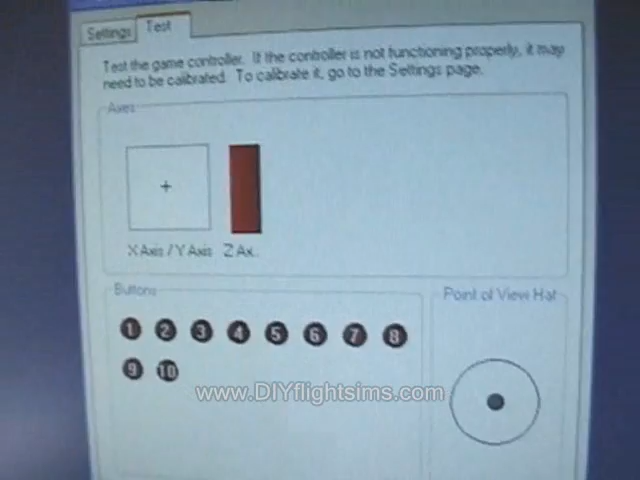 Settings Test
Test the game controller. If the controller is not functioning properly, it may
need to be calibrated. To calibrate it, go to the Settings page.
Axes
X Axis / Y Axis Z Ax..
Buttons
Point of View Hat
1 2 3 4 5 6 7 8
9 10
www.DIYflightsims.com